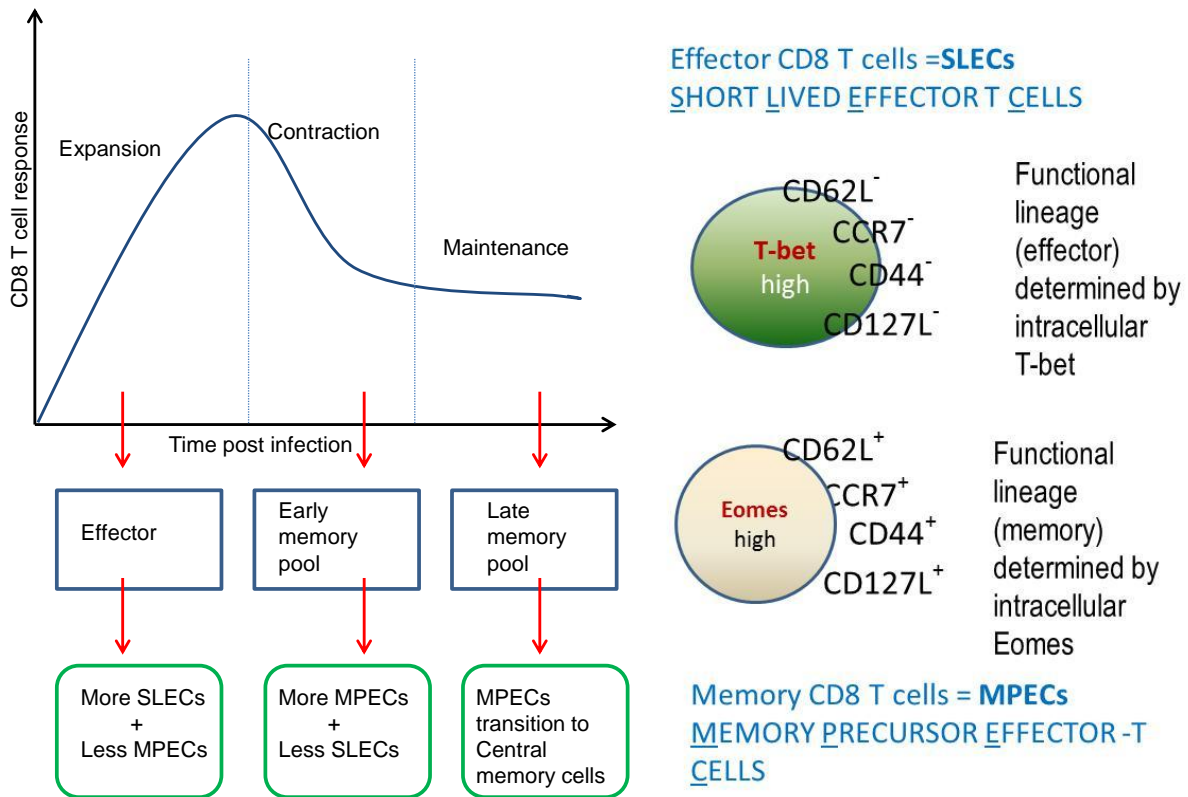 CD8 T cell response
Expansion
Contraction
Maintenance
Time post infection
Effector
Early
memory
pool
Late
memory
pool
More SLECs
+
Less MPECs
More MPECs
+
Less SLECs
MPECs
transition to
Central
memory cells
Effector CD8 T cells =SLECs
SHORT LIVED EFFECTOR T CELLS
CD62L⁻
CCR7⁻
CD44⁻
CD127L⁻
T-bet
high
Functional
lineage
(effector)
determined by
intracellular
T-bet
CD62L⁺
CCR7⁺
CD44⁺
CD127L⁺
Eomes
high
Functional
lineage
(memory)
determined by
intracellular
Eomes
Memory CD8 T cells = MPECs
MEMORY PRECURSOR EFFECTOR -T
CELLS